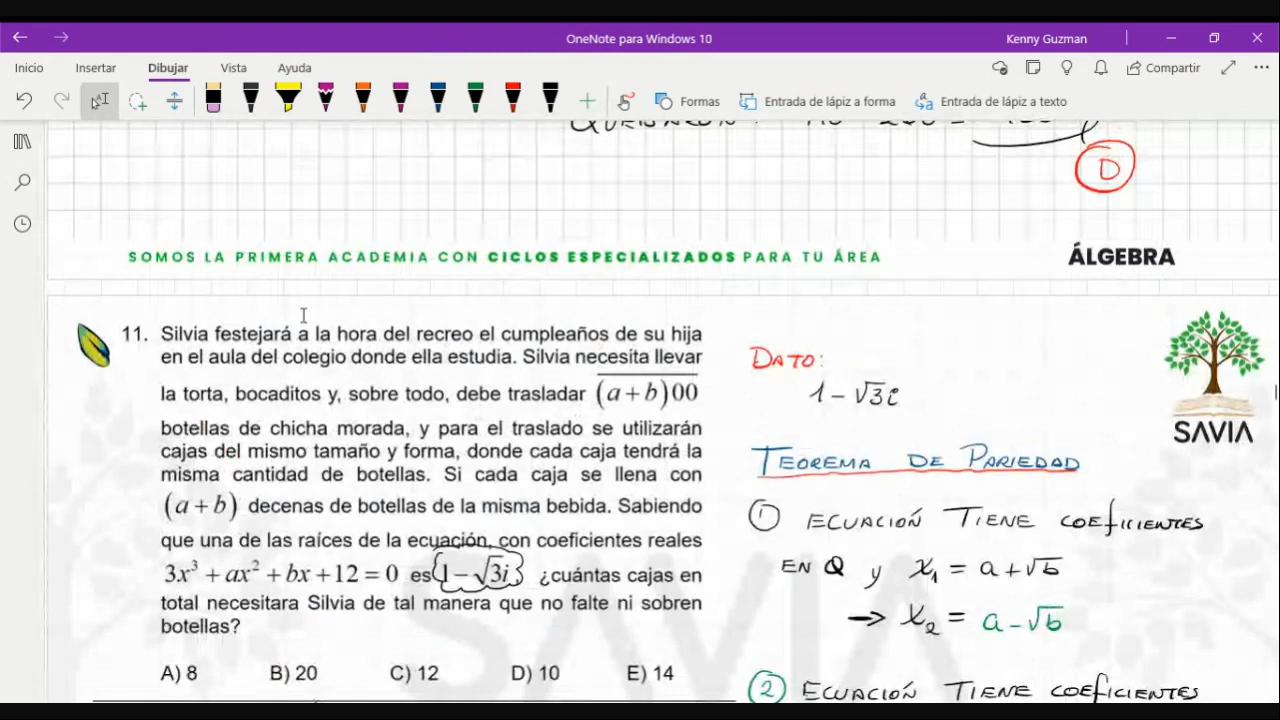 OneNote para Windows 10
Kenny Guzman
Inicio Insertar Dibujar Vista Ayuda
Compartir
Formas Entrada de lápiz a forma Entrada de lápiz a texto
D
SOMOS LA PRIMERA ACADEMIA CON CICLOS ESPECIALIZADOS PARA TU ÁREA
ÁLGEBRA
11. Silvia festejará a la hora del recreo el cumpleaños de su hija
en el aula del colegio donde ella estudia. Silvia necesita llevar
la torta, bocaditos y, sobre todo, debe trasladar \overline{(a+b)00}
botellas de chicha morada, y para el traslado se utilizarán
cajas del mismo tamaño y forma, donde cada caja tendrá la
misma cantidad de botellas. Si cada caja se llena con
(a+b) decenas de botellas de la misma bebida. Sabiendo
que una de las raíces de la ecuación, con coeficientes reales
3x³ + ax² + bx + 12 = 0 es 1 − √3i ¿cuántas cajas en
total necesitara Silvia de tal manera que no falte ni sobren
botellas?
A) 8 B) 20 C) 12 D) 10 E) 14
DATO:
1 − √3i
TEOREMA DE PARIEDAD
① ECUACIÓN TIENE COEFICIENTES
EN Q y x₁ = a + √b
→ x₂ = a − √b
② ECUACIÓN TIENE COEFICIENTES
SAVIA
SAVIA